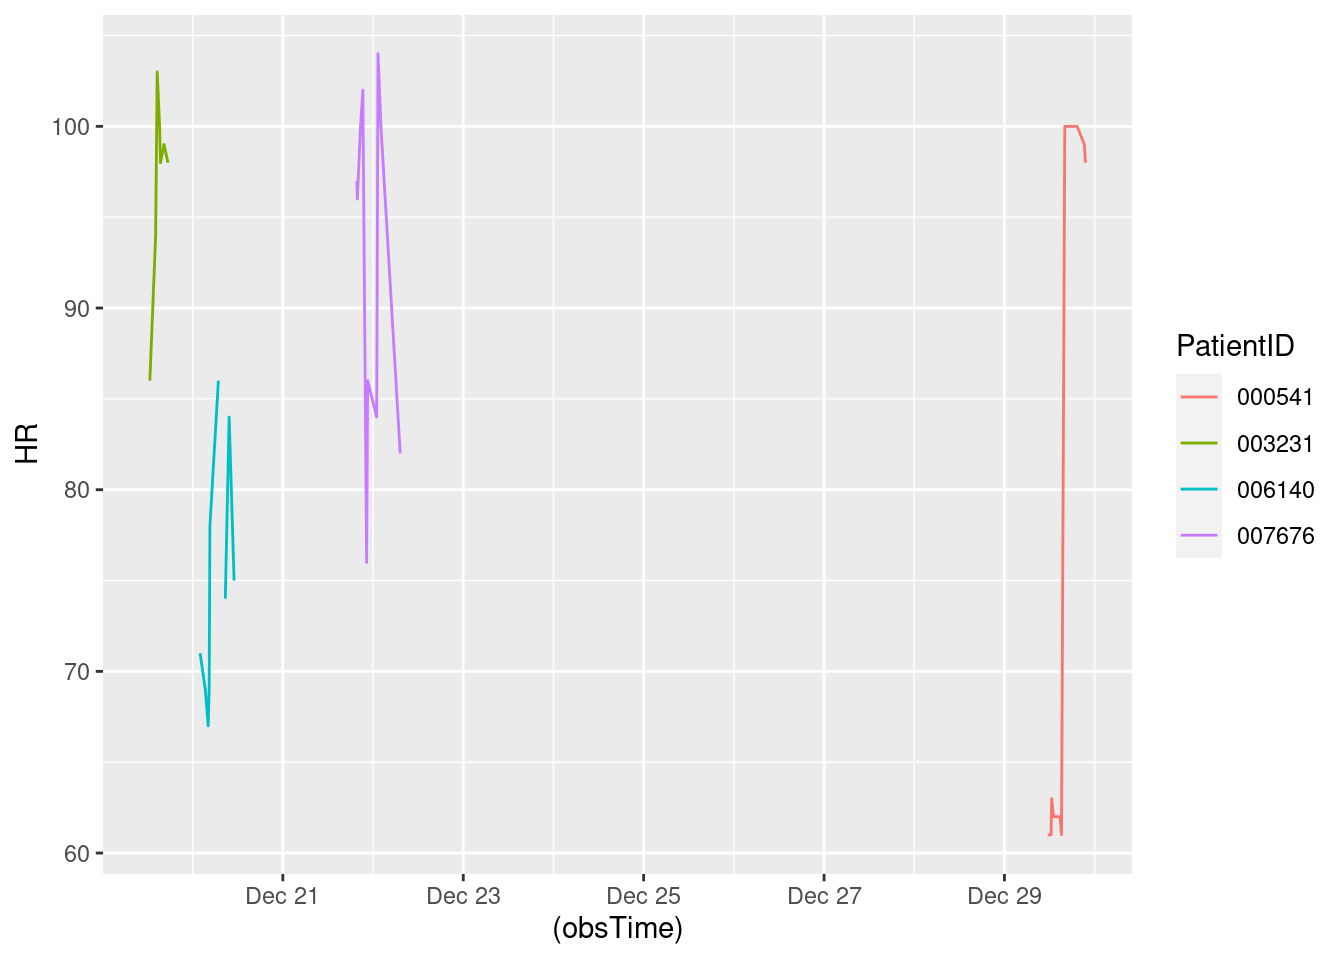 HR
100
90
80
70
60
Dec 21 Dec 23 Dec 25 Dec 27 Dec 29
(obsTime)
PatientID
000541
003231
006140
007676